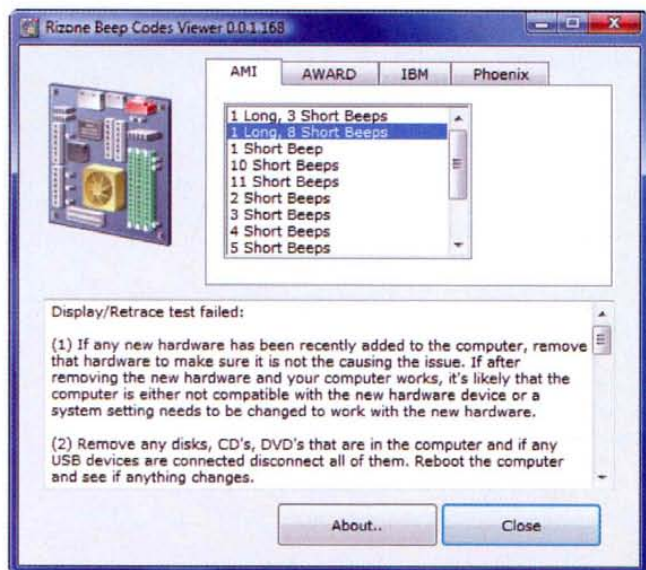 Rizone Beep Codes Viewer 0.0.1.168
AMI
AWARD
IBM
Phoenix
1 Long, 3 Short Beeps
1 Long, 8 Short Beeps
1 Short Beep
10 Short Beeps
11 Short Beeps
2 Short Beeps
3 Short Beeps
4 Short Beeps
5 Short Beeps
Display/Retrace test failed:
(1) If any new hardware has been recently added to the computer, remove
that hardware to make sure it is not the causing the issue. If after
removing the new hardware and your computer works, it's likely that the
computer is either not compatible with the new hardware device or a
system setting needs to be changed to work with the new hardware.
(2) Remove any disks, CD's, DVD's that are in the computer and if any
USB devices are connected disconnect all of them. Reboot the computer
and see if anything changes.
About..
Close